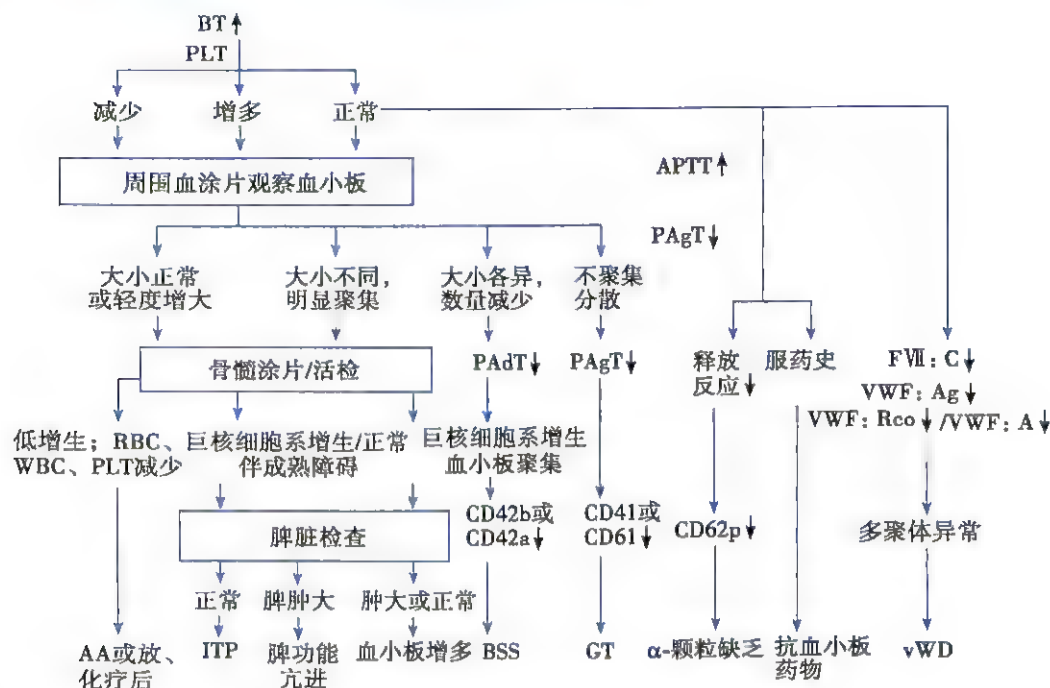 BT↑
PLT
减少 增多 正常
周围血涂片观察血小板
APTT↑
PAgT↓
大小正常
或轻度增大
大小不同,
明显聚集
大小各异,
数量减少
不聚集
分散
骨髓涂片/活检
PAdT↓
PAgT↓
释放
反应↓
服药史
FⅦ: C↓
VWF: Ag↓
VWF: Rco↓/VWF: A↓
低增生; RBC、
WBC、PLT减少
巨核细胞系增生/正常
伴成熟障碍
巨核细胞系增生
血小板聚集
脾脏检查
CD42b或
CD42a↓
CD41或
CD61↓
CD62p↓
多聚体异常
正常 脾肿大 肿大或正常
AA或放、
化疗后
ITP
脾功能
亢进
血小板增多
BSS
GT
α-颗粒缺乏
抗血小板
药物
vWD